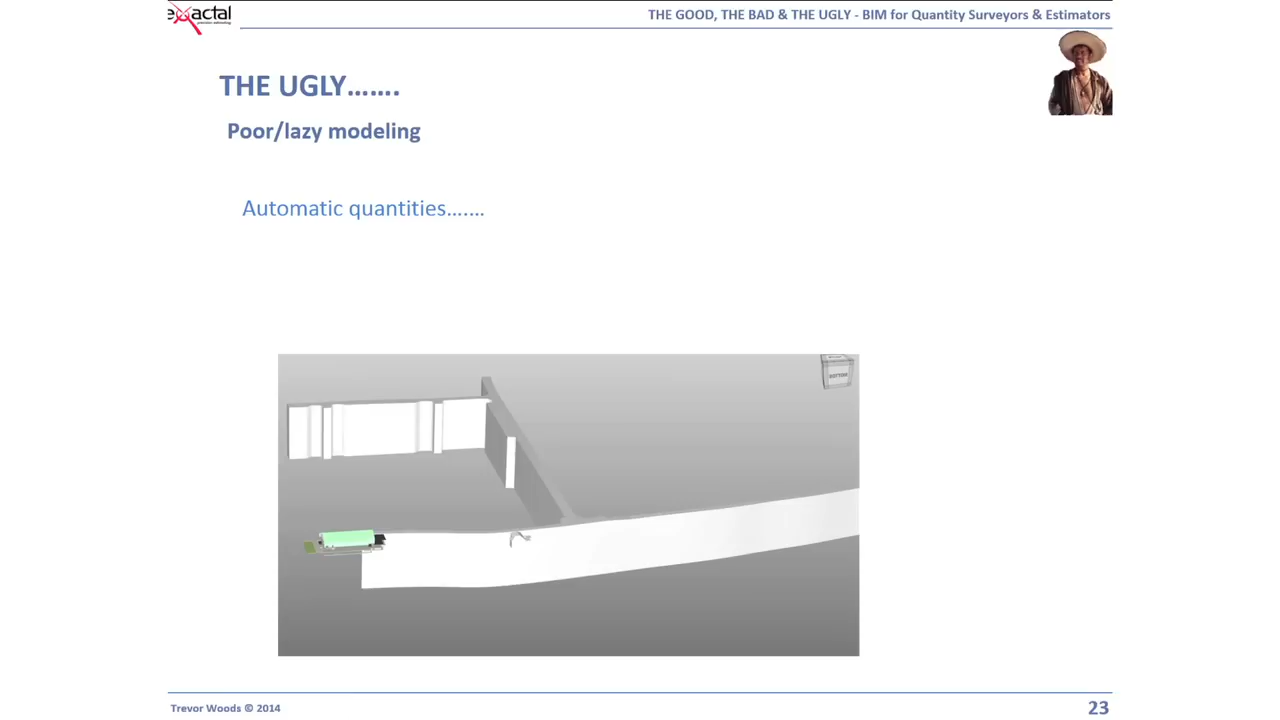 exactal
THE GOOD, THE BAD & THE UGLY - BIM for Quantity Surveyors & Estimators
THE UGLY.......
Poor/lazy modeling
Automatic quantities.......
BOTTOM
Trevor Woods © 2014
23